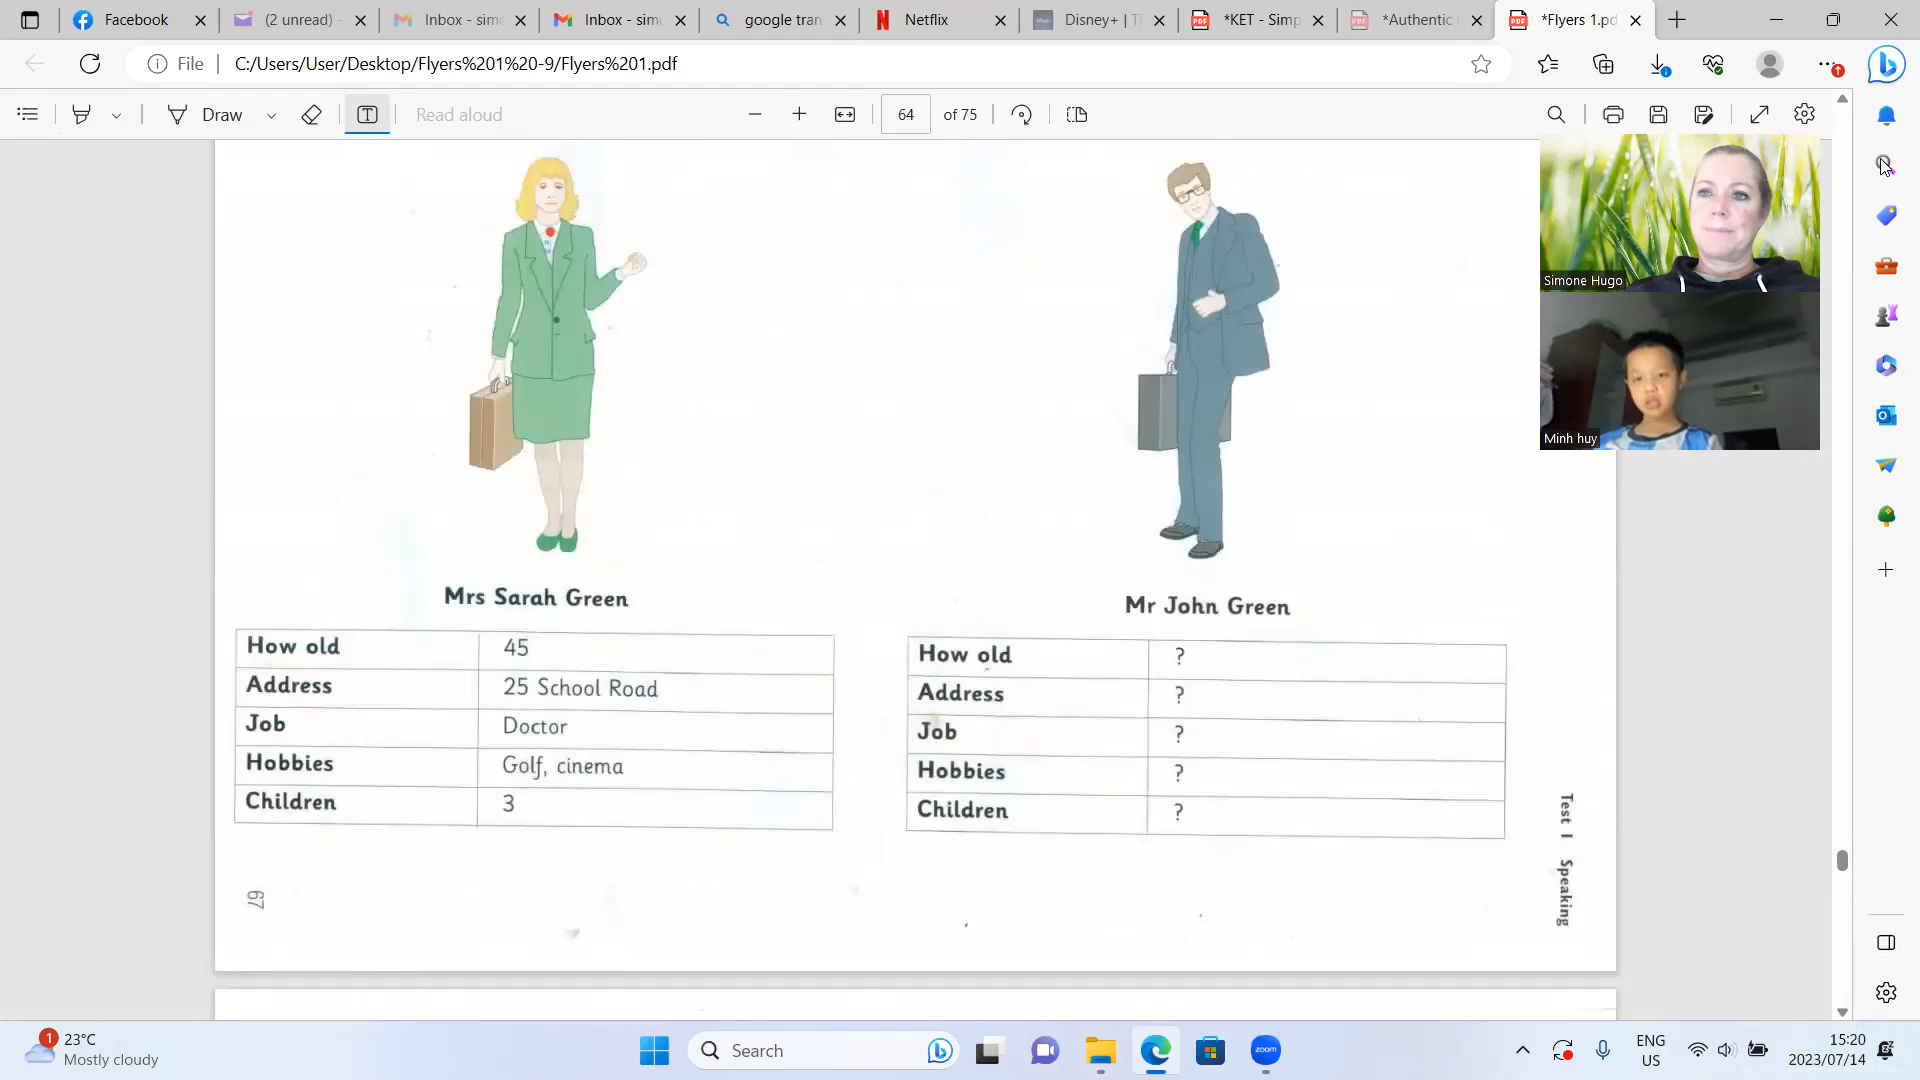 Facebook
(2 unread) -
Inbox - sim
Inbox - sim
google tran
Netflix
Disney+ | T
*KET - Simp
*Authentic
*Flyers 1.pd
File
C:/Users/User/Desktop/Flyers%201%20-9/Flyers%201.pdf
Draw
Read aloud
64
of 75
Simone Hugo
Minh huy
Mrs Sarah Green
How old 45
Address 25 School Road
Job Doctor
Hobbies Golf, cinema
Children 3
Mr John Green
How old ?
Address ?
Job ?
Hobbies ?
Children ?
67
Test 1 Speaking
1
23°C
Mostly cloudy
Search
zoom
ENG
US
15:20
2023/07/14